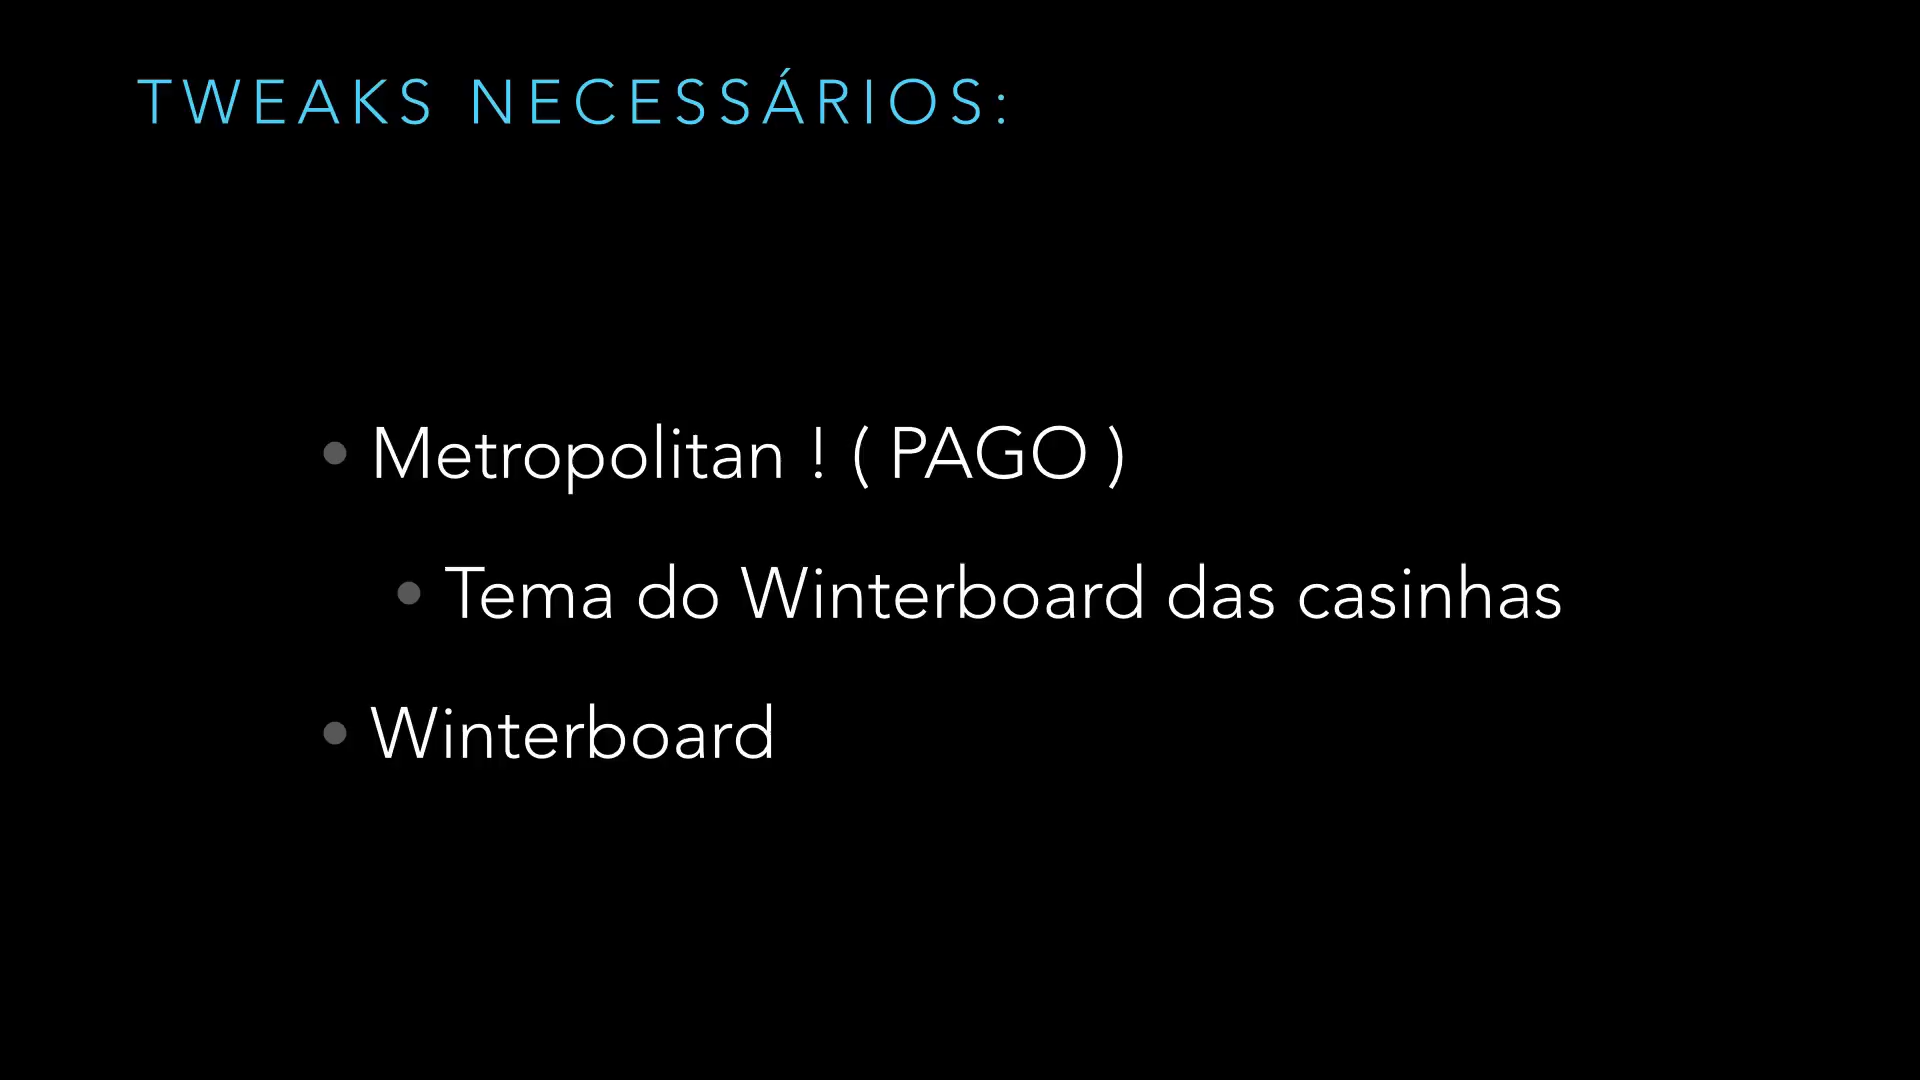 TWEAKS NECESSÁRIOS:
• Metropolitan ! ( PAGO )
• Tema do Winterboard das casinhas
• Winterboard